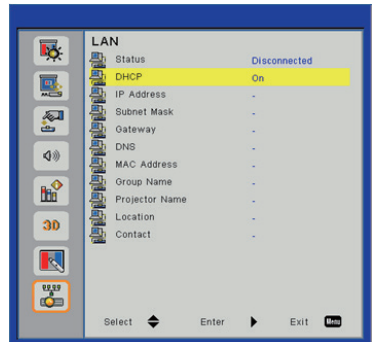 LAN
Status Disconnected
DHCP On
IP Address -
Subnet Mask -
Gateway -
DNS -
MAC Address -
Group Name -
Projector Name -
Location -
Contact -
3D
Select Enter Exit Menu